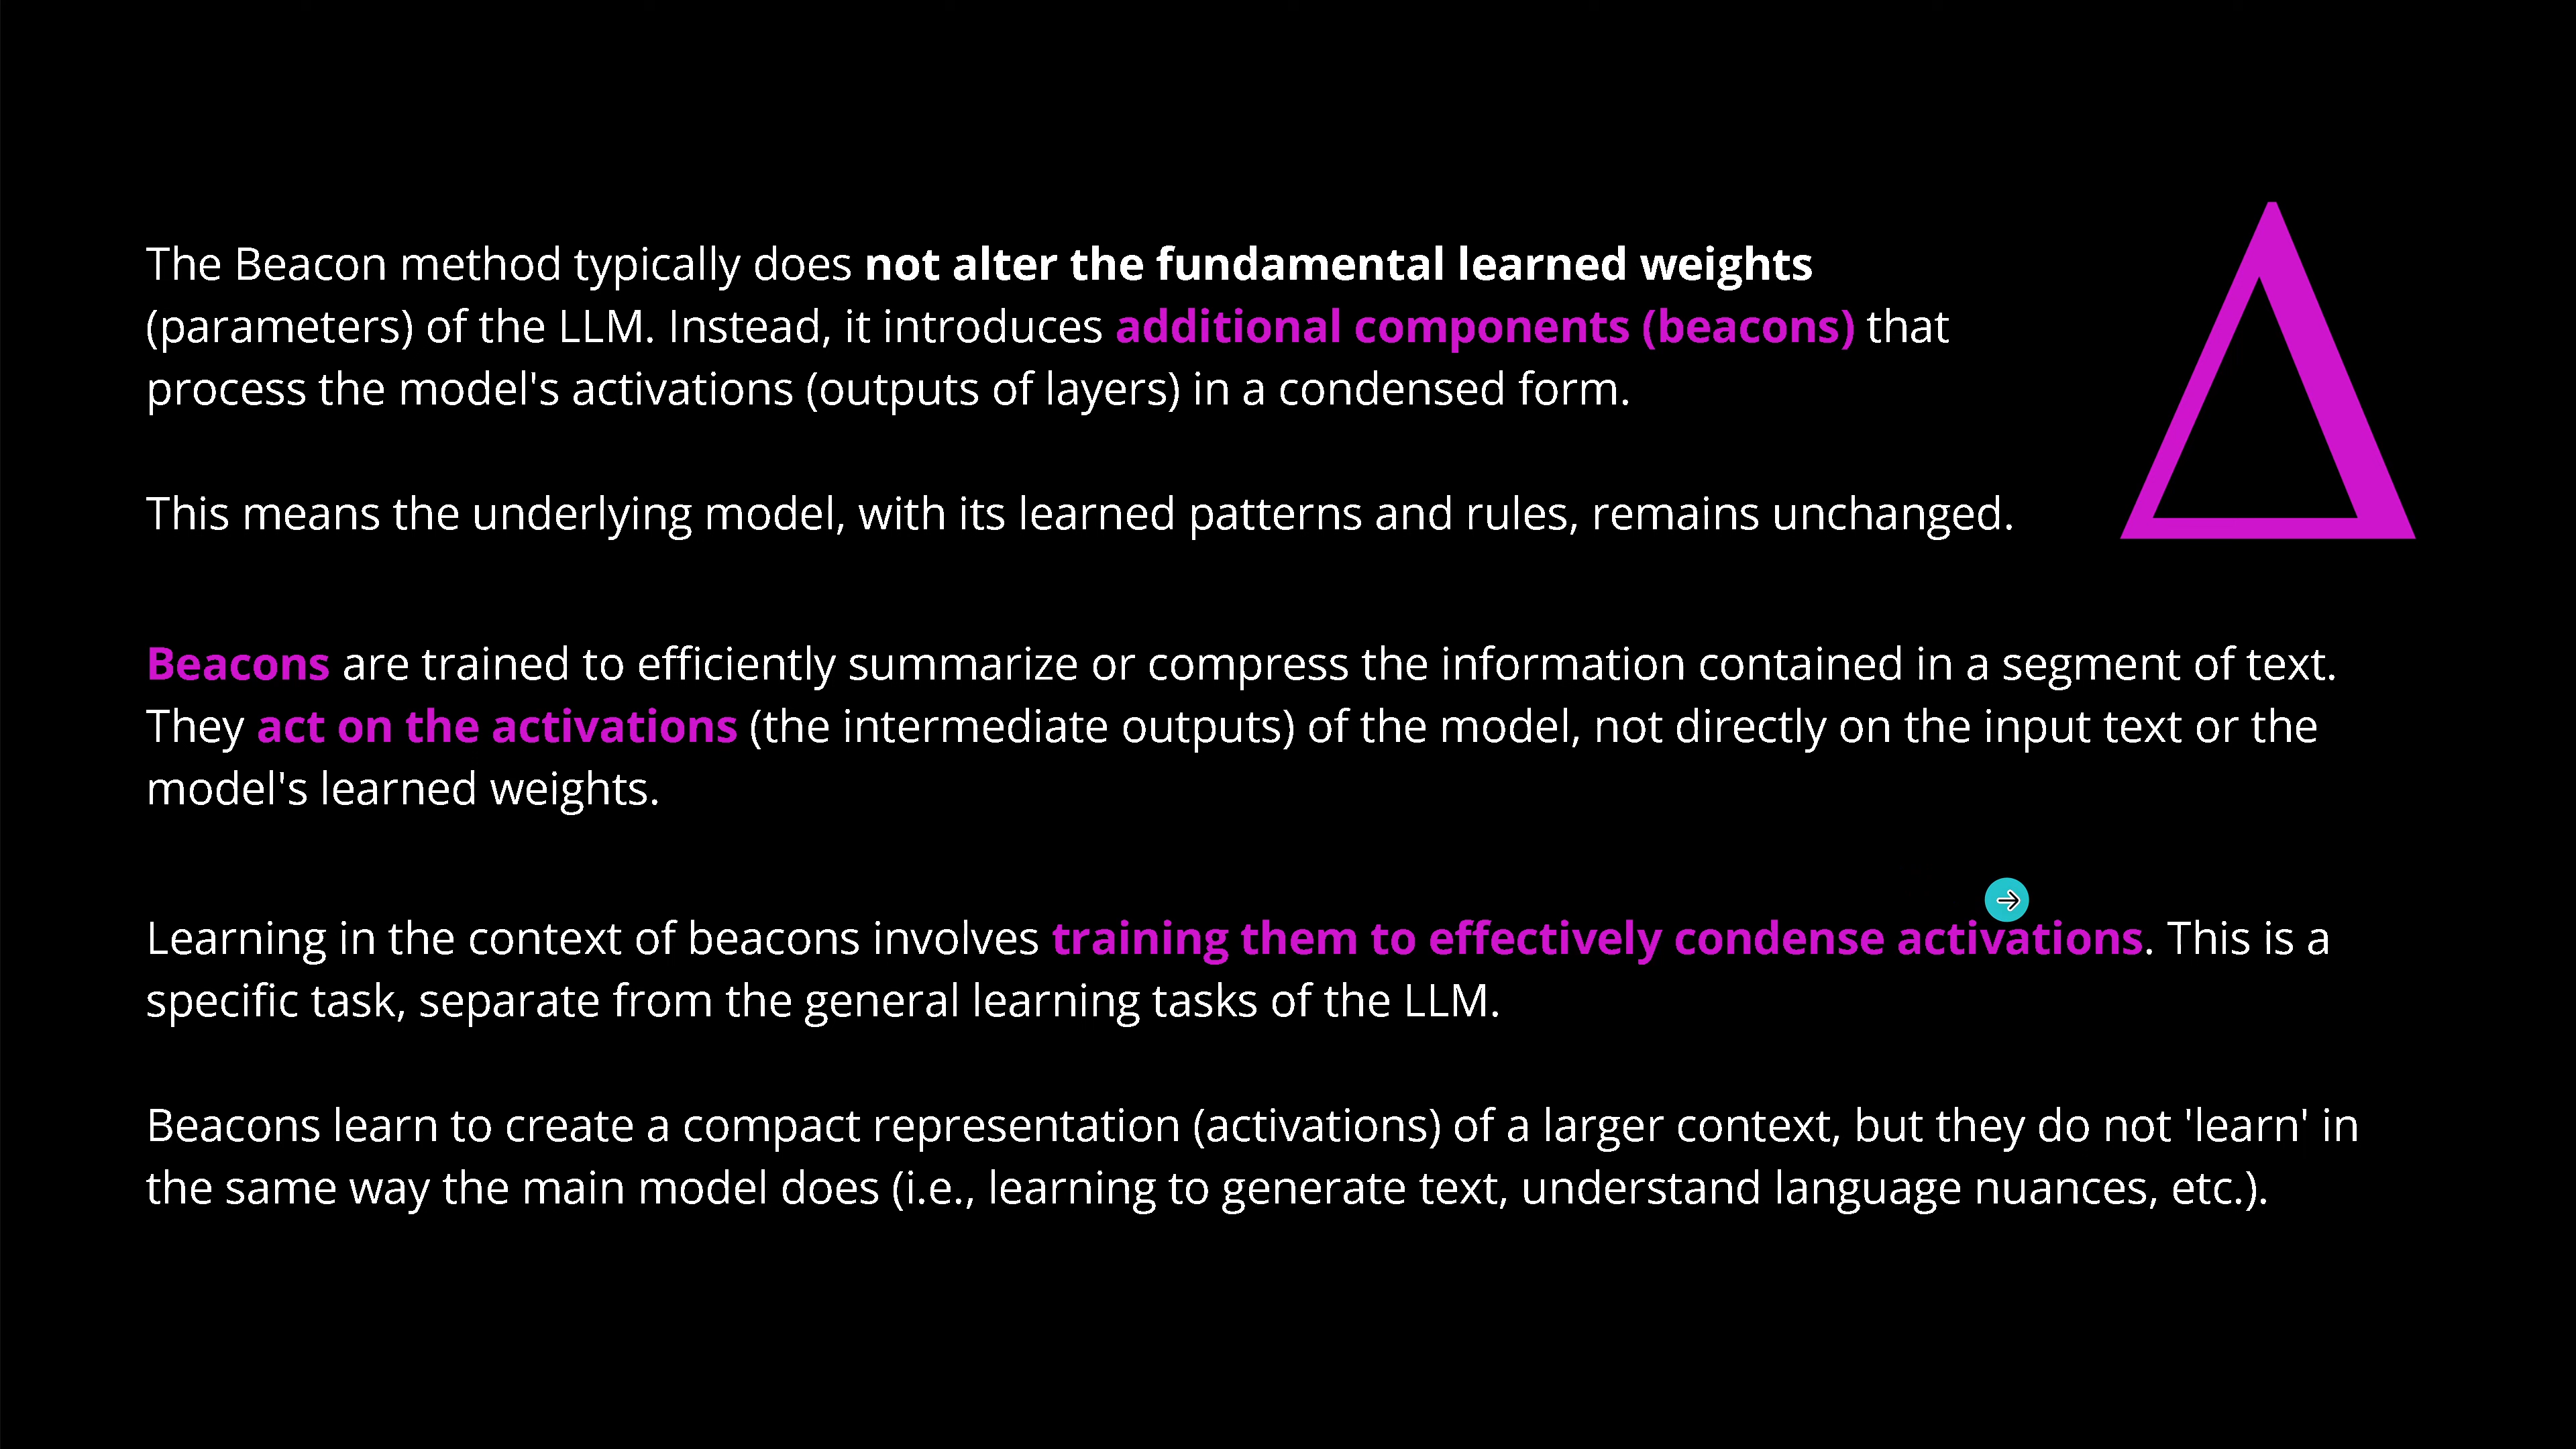 The Beacon method typically does not alter the fundamental learned weights
(parameters) of the LLM. Instead, it introduces additional components (beacons) that
process the model's activations (outputs of layers) in a condensed form.
This means the underlying model, with its learned patterns and rules, remains unchanged.
Δ
Beacons are trained to efficiently summarize or compress the information contained in a segment of text.
They act on the activations (the intermediate outputs) of the model, not directly on the input text or the
model's learned weights.
Learning in the context of beacons involves training them to effectively condense activations. This is a
specific task, separate from the general learning tasks of the LLM.
Beacons learn to create a compact representation (activations) of a larger context, but they do not 'learn' in
the same way the main model does (i.e., learning to generate text, understand language nuances, etc.).